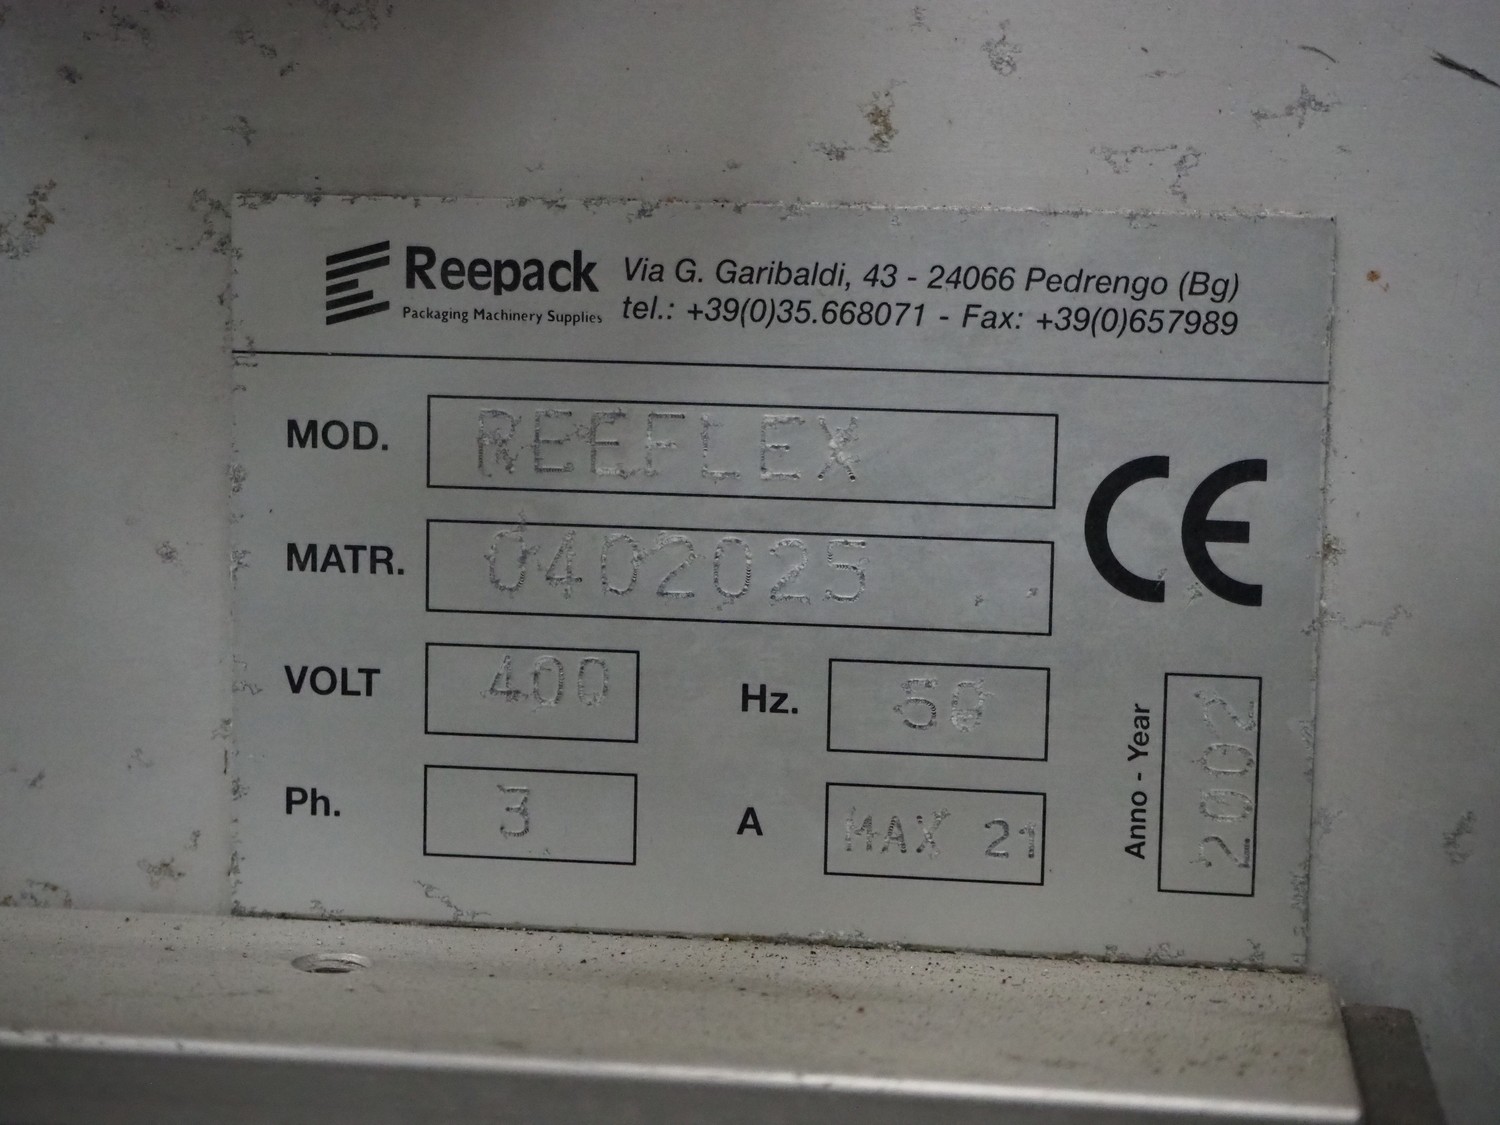 Reepack
Packaging Machinery Supplies
Via G. Garibaldi, 43 - 24066 Pedrengo (Bg)
tel.: +39(0)35.668071 - Fax: +39(0)657989
MOD. REEFLEX
MATR. 0402025
CE
VOLT 400 Hz. 50
Ph. 3 A MAX 21
Anno - Year 2002